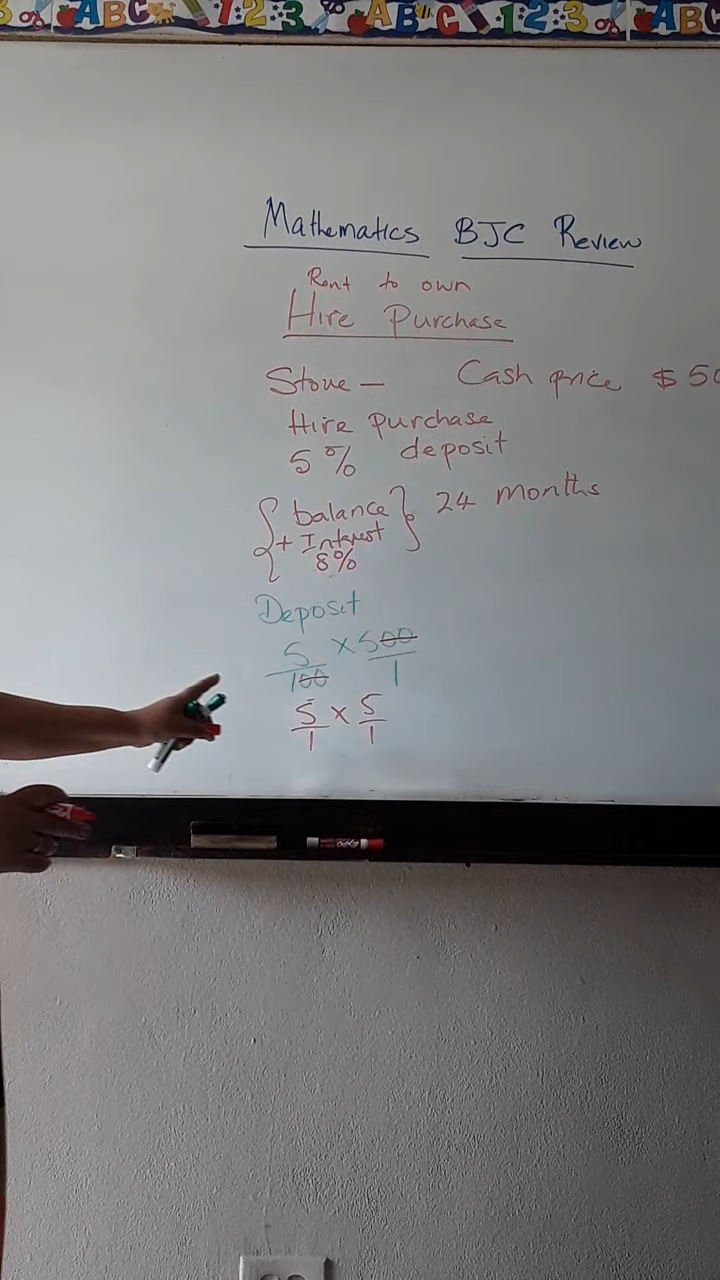 ABC 123 ABC 123 ABC
Mathematics BJC Review
Rent to own
Hire Purchase
Stove — Cash price $50
Hire purchase
5% deposit
{ balance } 24 months
+ Interest
8%
Deposit
5/100 x 500/1
5/1 x 5/1